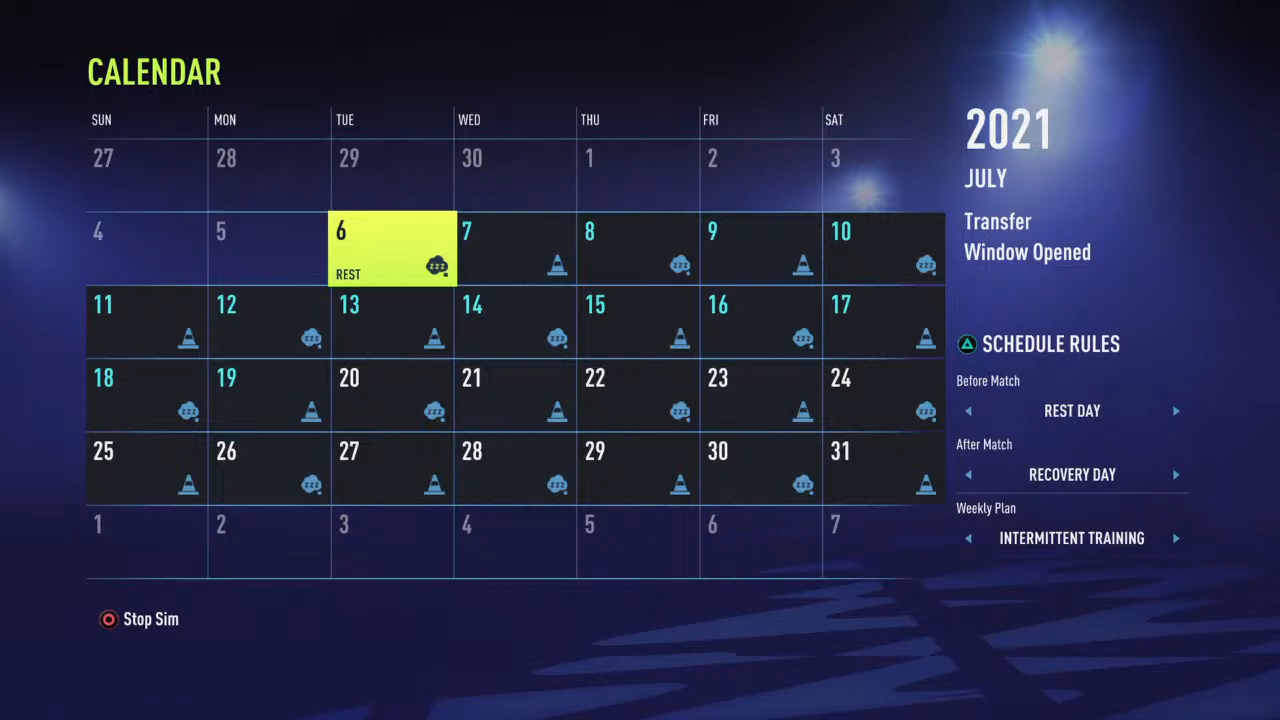 CALENDAR
SUN MON TUE WED THU FRI SAT
27 28 29 30 1 2 3
4 5 6 7 8 9 10
REST
11 12 13 14 15 16 17
18 19 20 21 22 23 24
25 26 27 28 29 30 31
1 2 3 4 5 6 7
Stop Sim
2021
JULY
Transfer
Window Opened
SCHEDULE RULES
Before Match
REST DAY
After Match
RECOVERY DAY
Weekly Plan
INTERMITTENT TRAINING